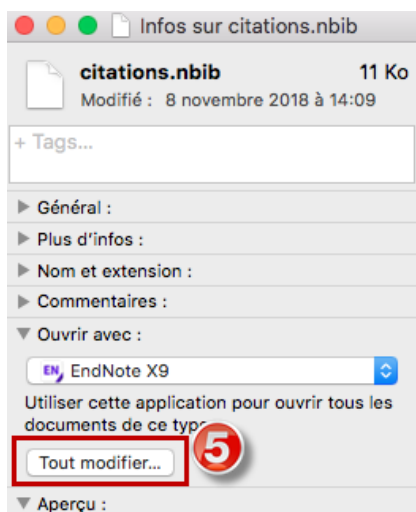 Infos sur citations.nbib
citations.nbib 11 Ko
Modifié : 8 novembre 2018 à 14:09
+ Tags...
Général :
Plus d'infos :
Nom et extension :
Commentaires :
Ouvrir avec :
EN EndNote X9
Utiliser cette application pour ouvrir tous les
documents de ce type
5
Tout modifier...
Aperçu :